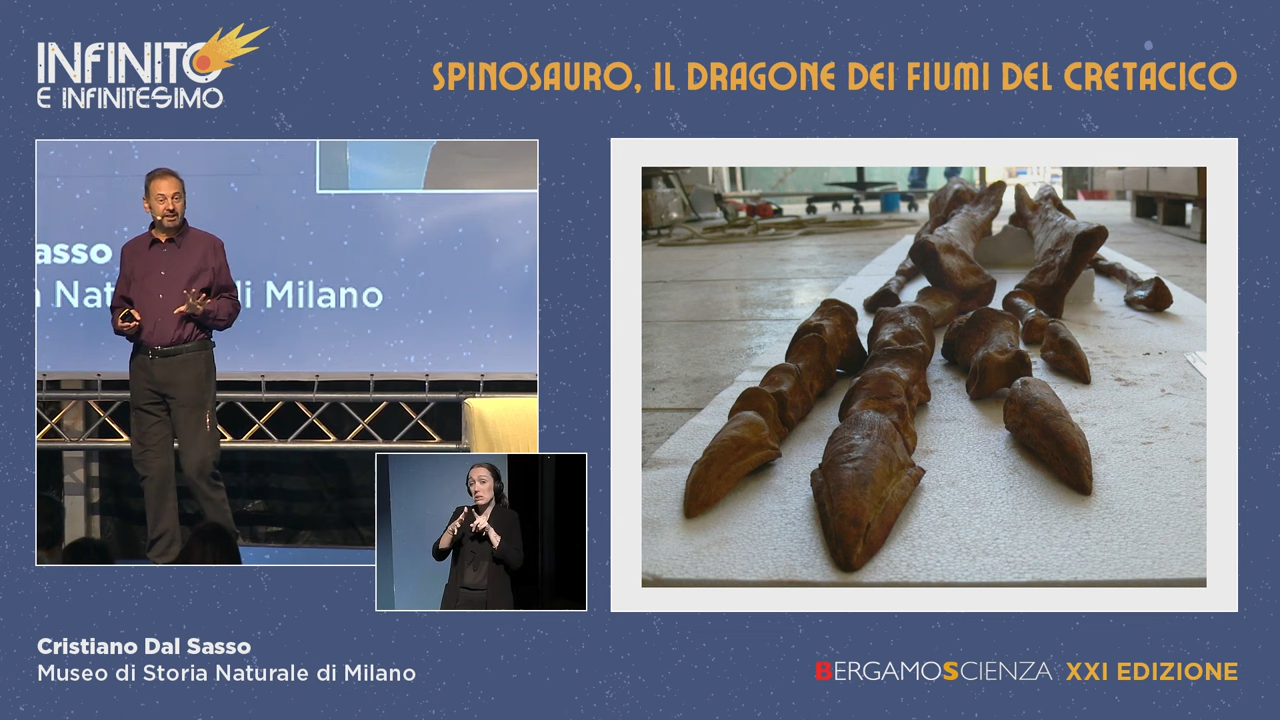 INFINITO
E INFINITESIMO
SPINOSAURO, IL DRAGONE DEI FIUMI DEL CRETACICO
asso
Nat di Milano
Cristiano Dal Sasso
Museo di Storia Naturale di Milano
BERGAMOSCIENZA XXI EDIZIONE